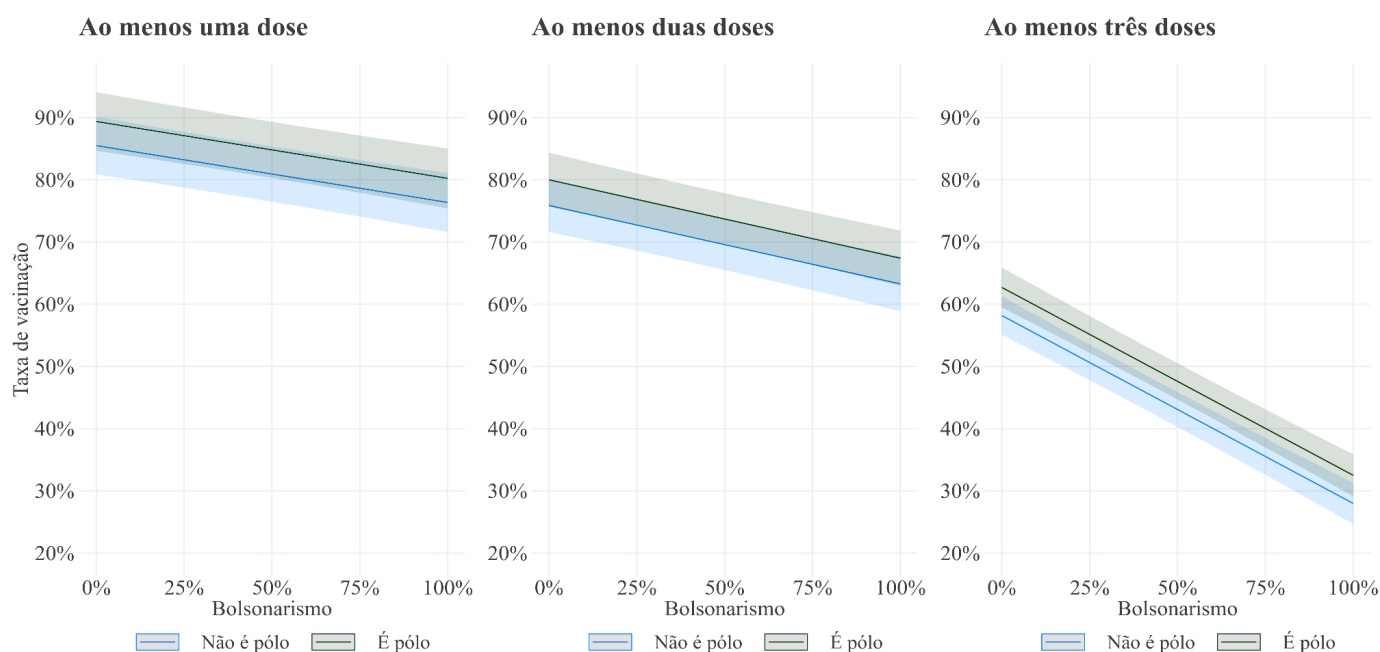 Ao menos uma dose
Ao menos duas doses
Ao menos três doses
Taxa de vacinação
90%
80%
70%
60%
50%
40%
30%
20%
0% 25% 50% 75% 100%
Bolsonarismo
Não é pólo É pólo
90%
80%
70%
60%
50%
40%
30%
20%
0% 25% 50% 75% 100%
Bolsonarismo
Não é pólo É pólo
90%
80%
70%
60%
50%
40%
30%
20%
0% 25% 50% 75% 100%
Bolsonarismo
Não é pólo É pólo